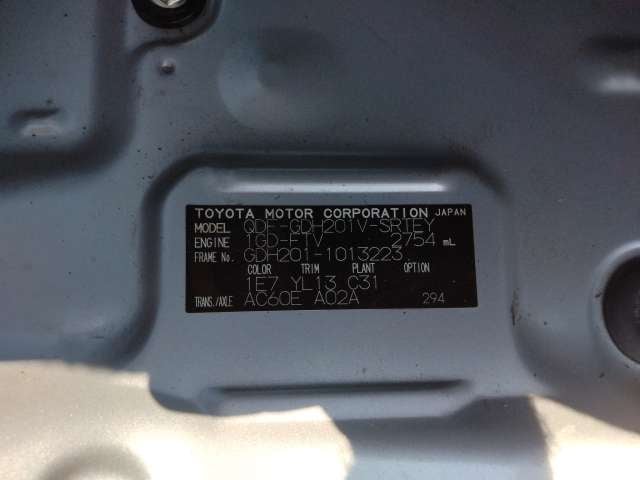 TOYOTA MOTOR CORPORATION JAPAN
MODEL QDF-GDH201V-SRTEY
ENGINE 1GD-FTV 2754 mL
FRAME No. GDH201-1013223
COLOR TRIM PLANT OPTION
1E7 YL13 C31
TRANS./AXLE AC60E A02A 294